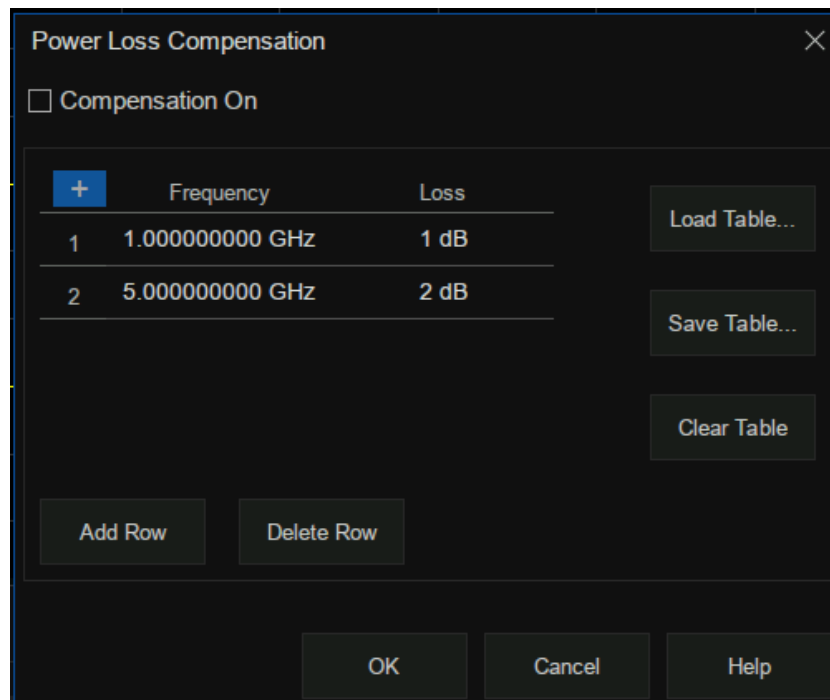 Power Loss Compensation
Compensation On
+ Frequency Loss
1 1.000000000 GHz 1 dB
2 5.000000000 GHz 2 dB
Load Table...
Save Table...
Clear Table
Add Row Delete Row
OK Cancel Help